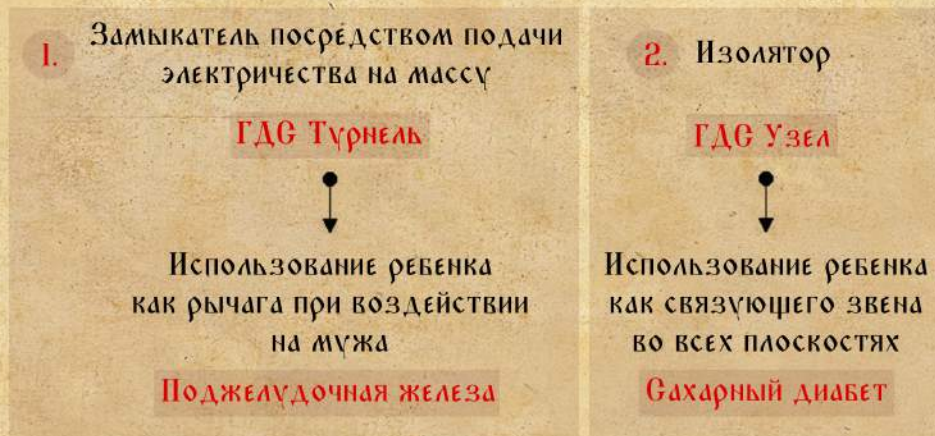 1. Замыкатель посредством подачи
электричества на массу
ГДС Турнель
Использование ребенка
как рычага при воздействии
на мужа
Поджелудочная железа
2. Изолятор
ГДС Узел
Использование ребенка
как связующего звена
во всех плоскостях
Сахарный диабет